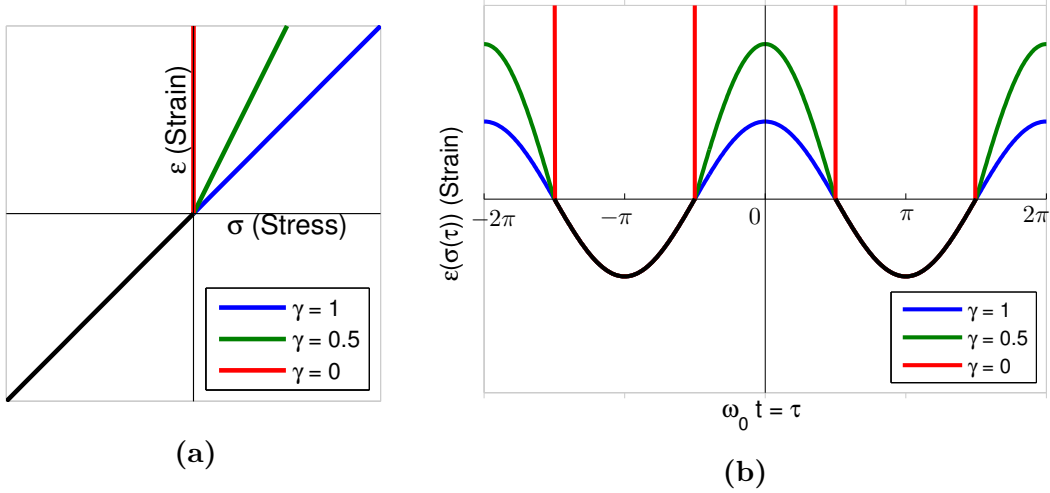 ε (Strain)
σ (Stress)
γ = 1
γ = 0.5
γ = 0
(a)
ε(σ(τ)) (Strain)
−2π
−π
0
π
2π
γ = 1
γ = 0.5
γ = 0
ω₀ t = τ
(b)